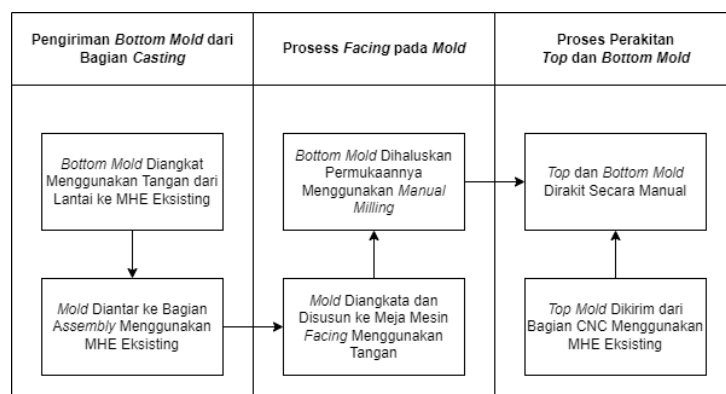 Pengiriman Bottom Mold dari
Bagian Casting
Prosess Facing pada Mold
Proses Perakitan
Top dan Bottom Mold
Bottom Mold Diangkat
Menggunakan Tangan dari
Lantai ke MHE Eksisting
Mold Diantar ke Bagian
Assembly Menggunakan
MHE Eksisting
Mold Diangkata dan
Disusun ke Meja Mesin
Facing Menggunakan
Tangan
Bottom Mold Dihaluskan
Permukaannya
Menggunakan Manual
Milling
Top dan Bottom Mold
Dirakit Secara Manual
Top Mold Dikirim dari
Bagian CNC Menggunakan
MHE Eksisting